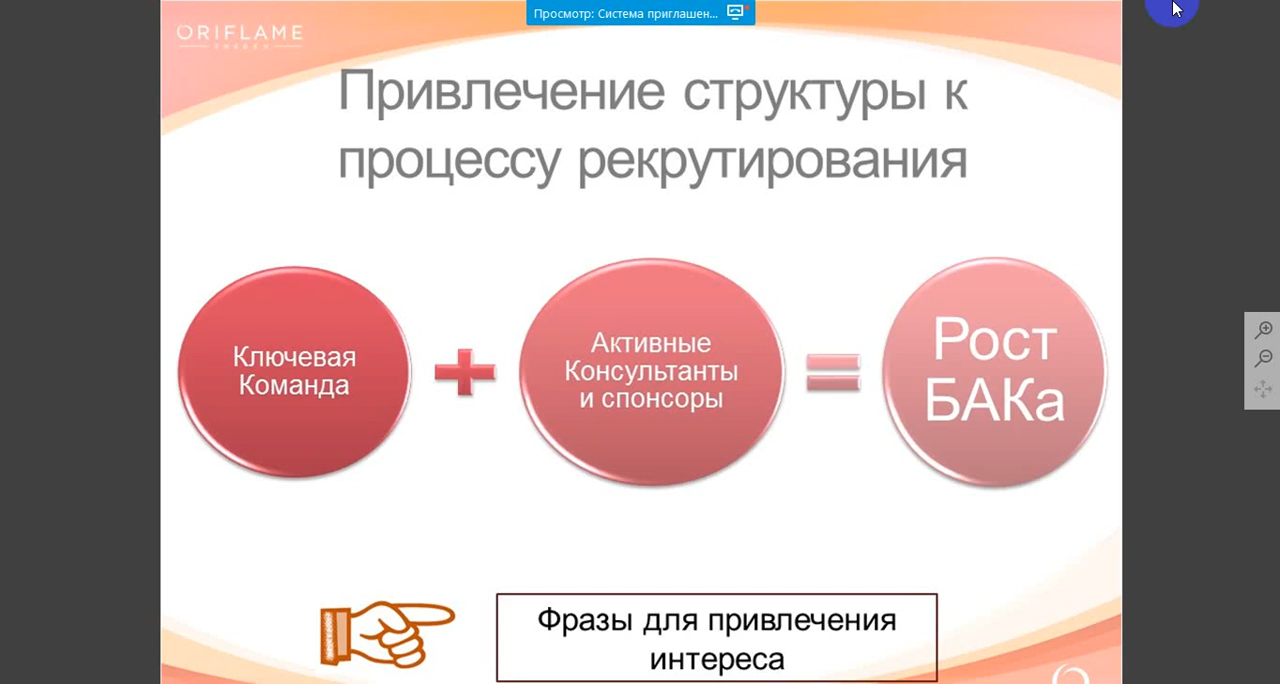 Просмотр: Система приглашен...
ORIFLAME
SWEDEN
Привлечение структуры к
процессу рекрутирования
Ключевая
Команда
Активные
Консультанты
и спонсоры
Рост
БАКа
Фразы для привлечения
интереса